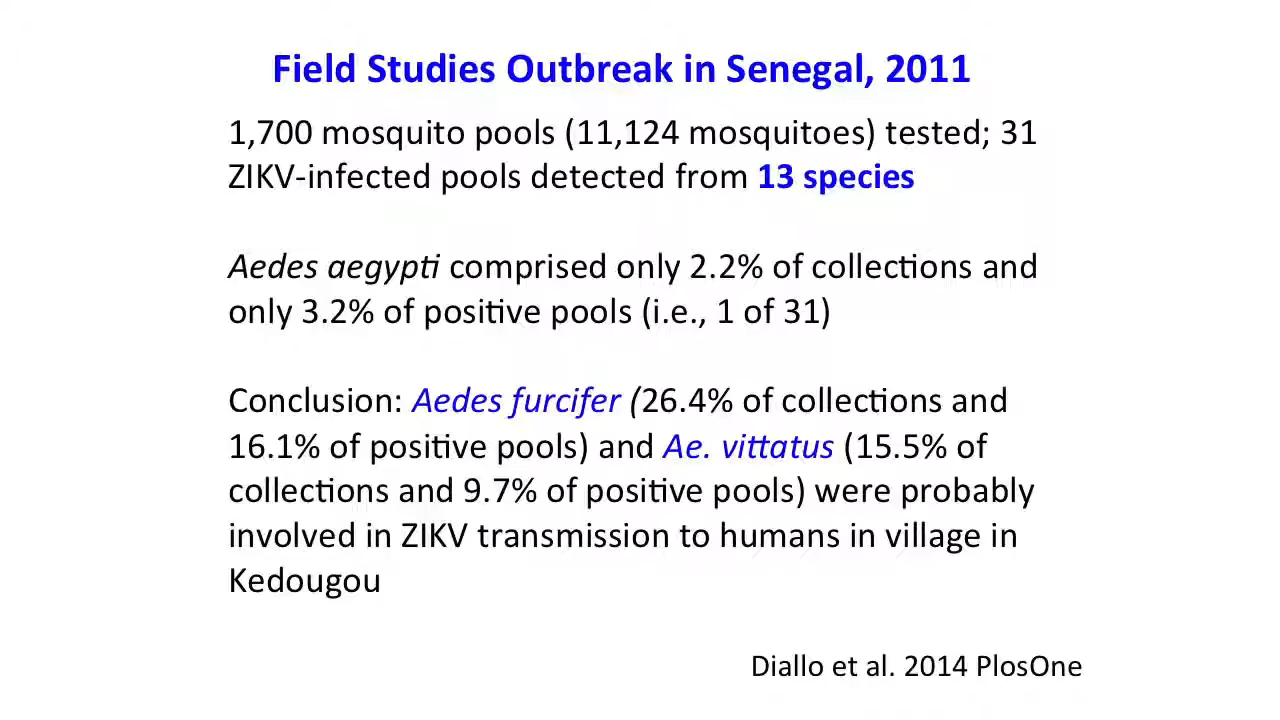 Field Studies Outbreak in Senegal, 2011
1,700 mosquito pools (11,124 mosquitoes) tested; 31
ZIKV-infected pools detected from 13 species
Aedes aegypti comprised only 2.2% of collections and
only 3.2% of positive pools (i.e., 1 of 31)
Conclusion: Aedes furcifer (26.4% of collections and
16.1% of positive pools) and Ae. vittatus (15.5% of
collections and 9.7% of positive pools) were probably
involved in ZIKV transmission to humans in village in
Kedougou
Diallo et al. 2014 PlosOne